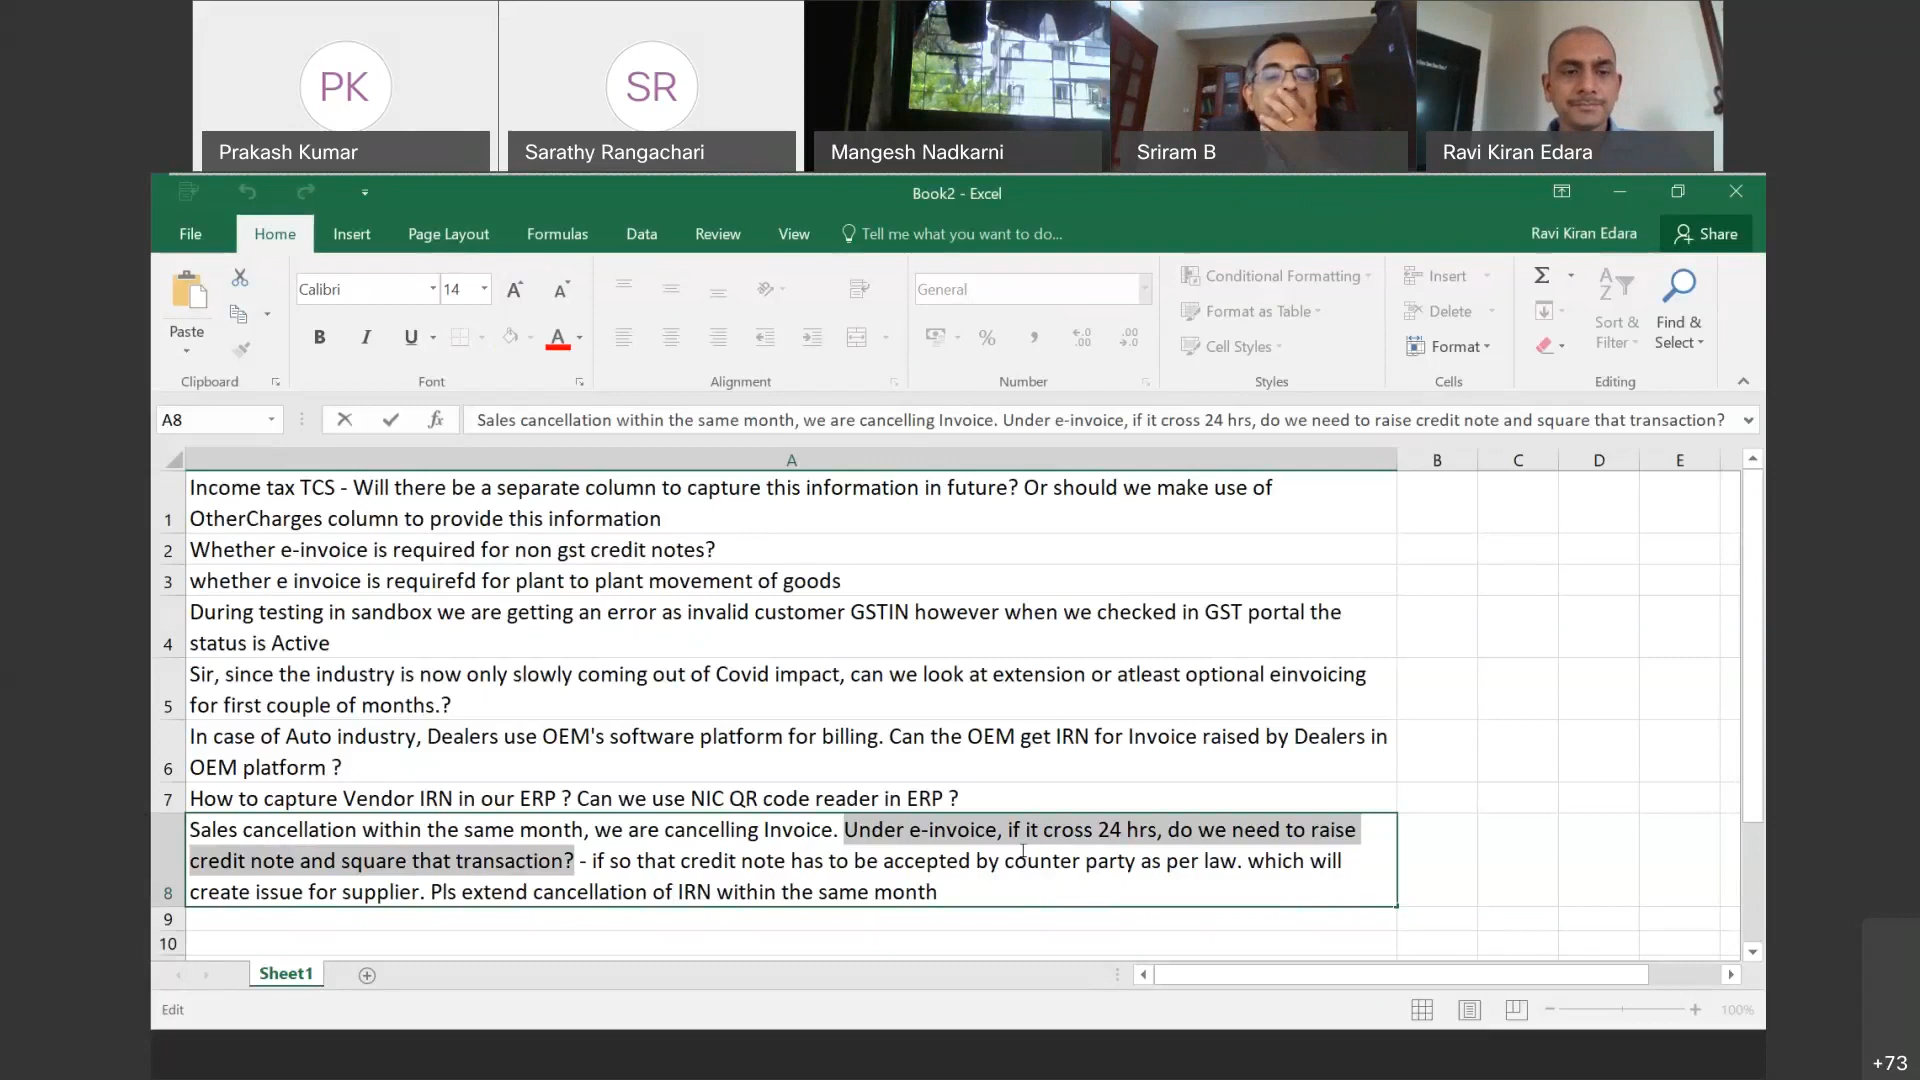 PK
SR
Prakash Kumar
Sarathy Rangachari
Mangesh Nadkarni
Sriram B
Ravi Kiran Edara
Book2 - Excel
File
Home
Insert
Page Layout
Formulas
Data
Review
View
Tell me what you want to do...
Ravi Kiran Edara
Share
Paste
Clipboard
Calibri
14
B I U
Font
Alignment
General
%
Number
Conditional Formatting
Format as Table
Cell Styles
Styles
Insert
Delete
Format
Cells
Sort & Filter
Find & Select
Editing
A8
fx
Sales cancellation within the same month, we are cancelling Invoice. Under e-invoice, if it cross 24 hrs, do we need to raise credit note and square that transaction?
A B C D E
Income tax TCS - Will there be a separate column to capture this information in future? Or should we make use of
1 OtherCharges column to provide this information
2 Whether e-invoice is required for non gst credit notes?
3 whether e invoice is requirefd for plant to plant movement of goods
During testing in sandbox we are getting an error as invalid customer GSTIN however when we checked in GST portal the
4 status is Active
Sir, since the industry is now only slowly coming out of Covid impact, can we look at extension or atleast optional einvoicing
5 for first couple of months.?
In case of Auto industry, Dealers use OEM's software platform for billing. Can the OEM get IRN for Invoice raised by Dealers in
6 OEM platform ?
7 How to capture Vendor IRN in our ERP ? Can we use NIC QR code reader in ERP ?
Sales cancellation within the same month, we are cancelling Invoice. Under e-invoice, if it cross 24 hrs, do we need to raise
credit note and square that transaction? - if so that credit note has to be accepted by counter party as per law. which will
8 create issue for supplier. Pls extend cancellation of IRN within the same month
9
10
Sheet1
Edit
100%
+73